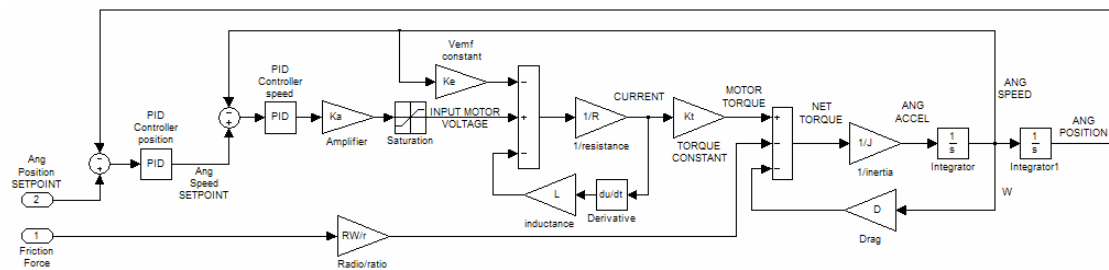 Vemf
constant
Ke
PID
Controller
speed
PID
Ka
Amplifier
Saturation
INPUT MOTOR
VOLTAGE
PID
Controller
position
PID
Ang
Position
SETPOINT
2
Ang
Speed
SETPOINT
1
Friction
Force
RW/r
Radio/ratio
1/R
1/resistance
CURRENT
L
inductance
du/dt
Derivative
Kt
MOTOR
TORQUE
TORQUE
CONSTANT
NET
TORQUE
1/J
1/inertia
ANG
ACCEL
1
s
Integrator
ANG
SPEED
1
s
Integrator1
ANG
POSITION
W
D
Drag